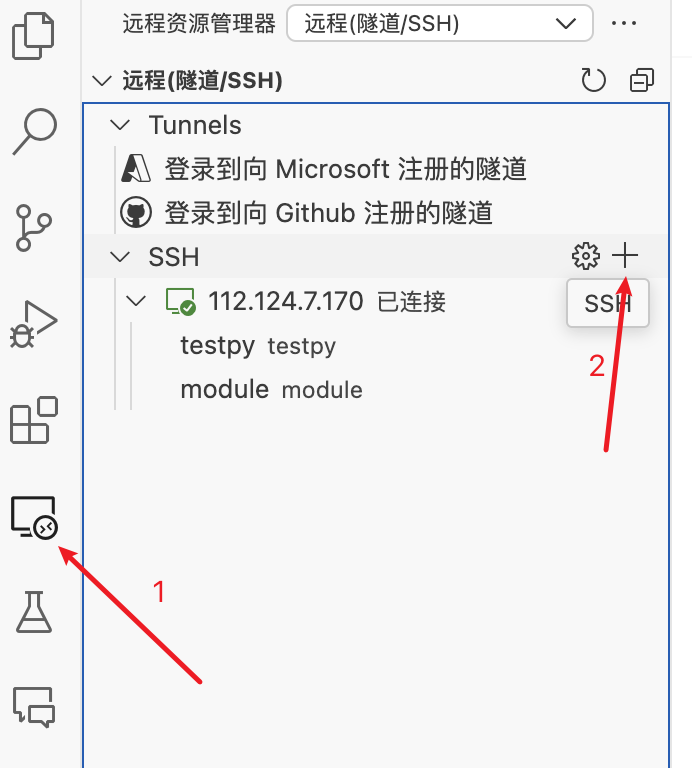 远程资源管理器 远程(隧道/SSH)
远程(隧道/SSH)
Tunnels
登录到向 Microsoft 注册的隧道
登录到向 Github 注册的隧道
SSH
112.124.7.170 已连接
SSH
testpy testpy
2
module module
1